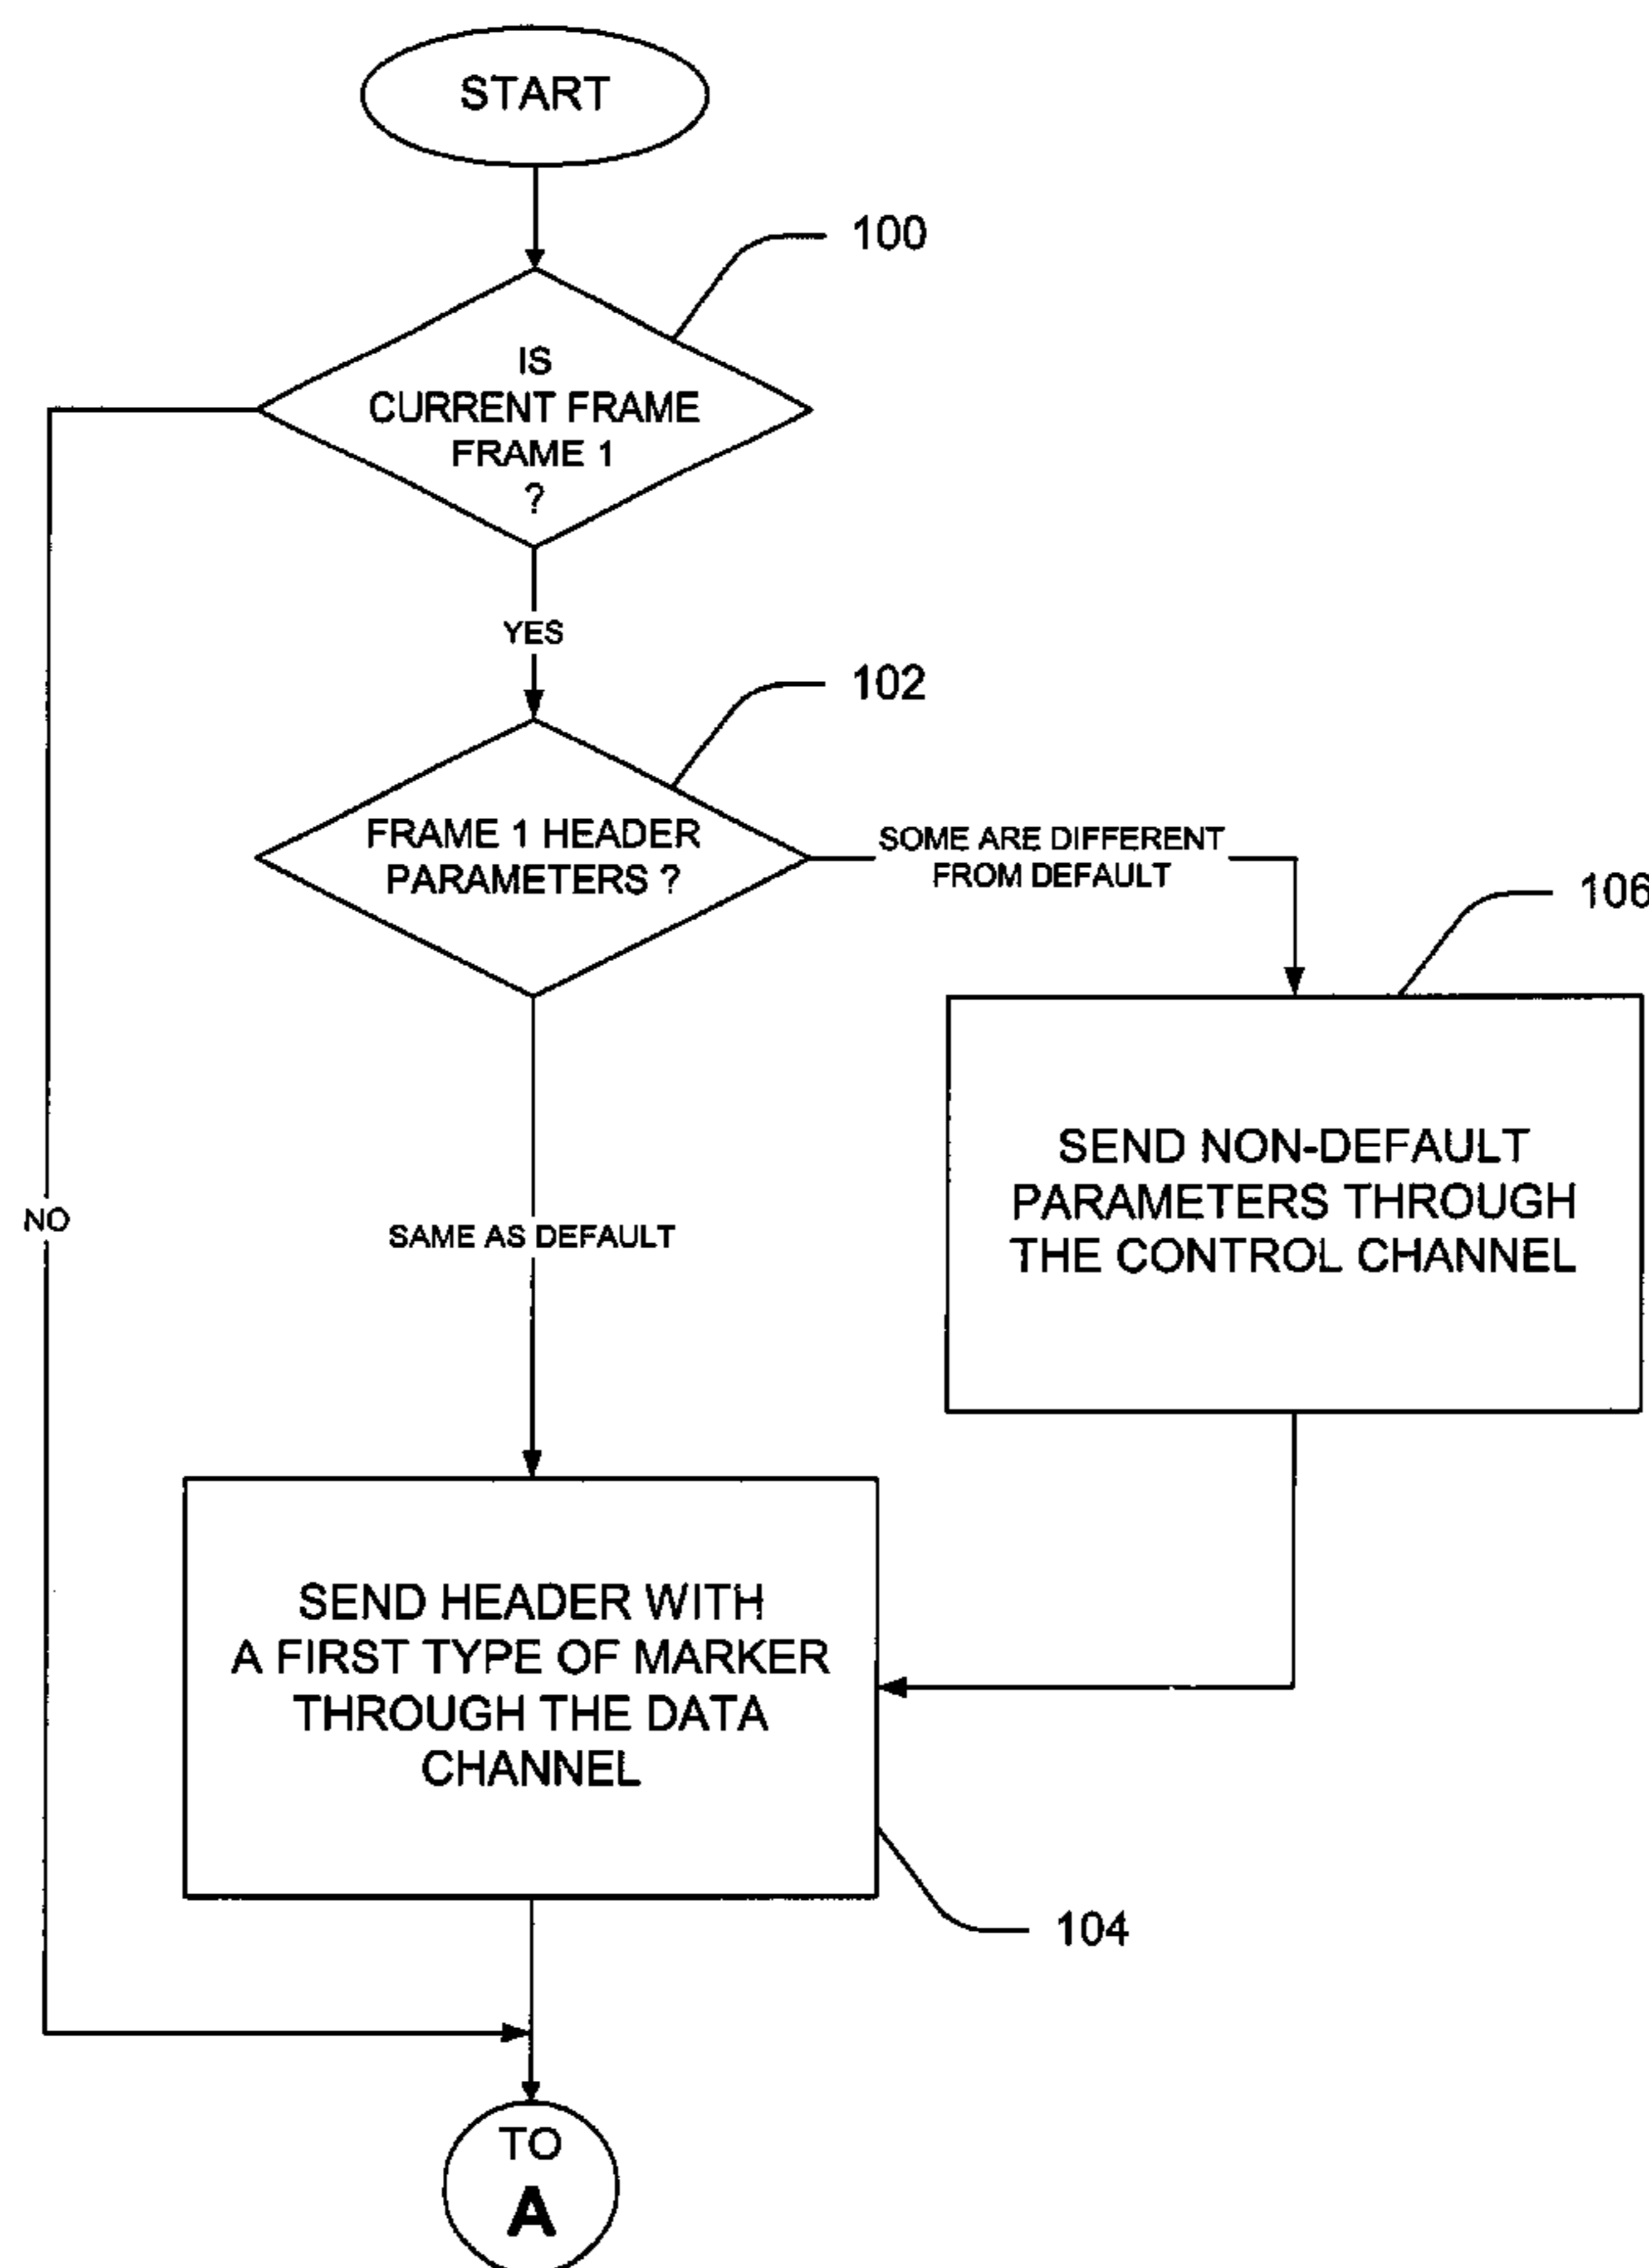 START
100
IS
CURRENT FRAME
FRAME 1
?
YES
102
FRAME 1 HEADER
PARAMETERS ?
SOME ARE DIFFERENT
FROM DEFAULT
106
SEND NON-DEFAULT
PARAMETERS THROUGH
THE CONTROL CHANNEL
NO
SAME AS DEFAULT
SEND HEADER WITH
A FIRST TYPE OF MARKER
THROUGH THE DATA
CHANNEL
104
TO
A